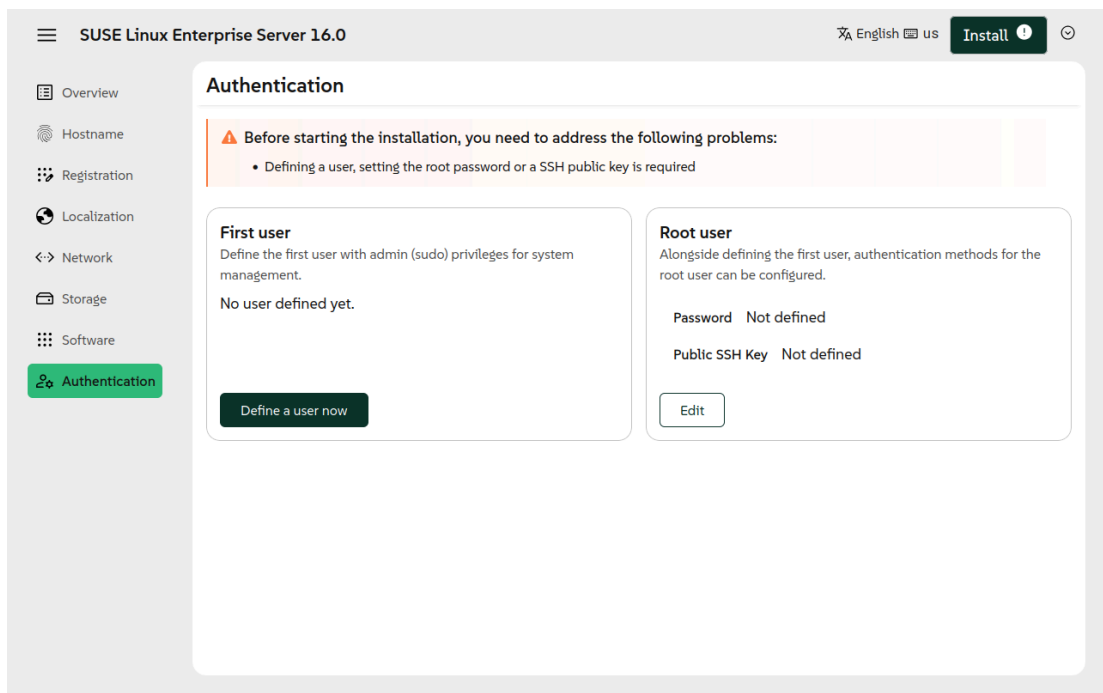 SUSE Linux Enterprise Server 16.0
English us
Install
Overview
Hostname
Registration
Localization
Network
Storage
Software
Authentication
Authentication
Before starting the installation, you need to address the following problems:
• Defining a user, setting the root password or a SSH public key is required
First user
Define the first user with admin (sudo) privileges for system
management.
No user defined yet.
Define a user now
Root user
Alongside defining the first user, authentication methods for the
root user can be configured.
Password Not defined
Public SSH Key Not defined
Edit